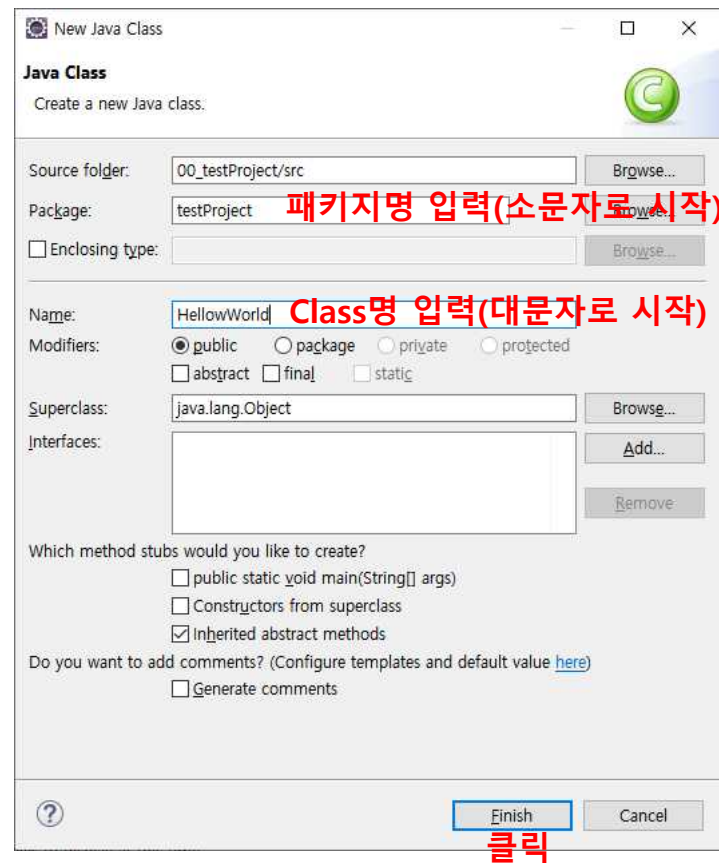 New Java Class
Java Class
Create a new Java class.
Source folder: 00_testProject/src Browse...
Package: testProject 패키지명 입력(소문자로 시작) Browse...
Enclosing type: Browse...
Name: HellowWorld Class명 입력(대문자로 시작)
Modifiers: public package private protected
abstract final static
Superclass: java.lang.Object Browse...
Interfaces: Add...
Remove
Which method stubs would you like to create?
public static void main(String[] args)
Constructors from superclass
Inherited abstract methods
Do you want to add comments? (Configure templates and default value here)
Generate comments
? Finish Cancel
클릭